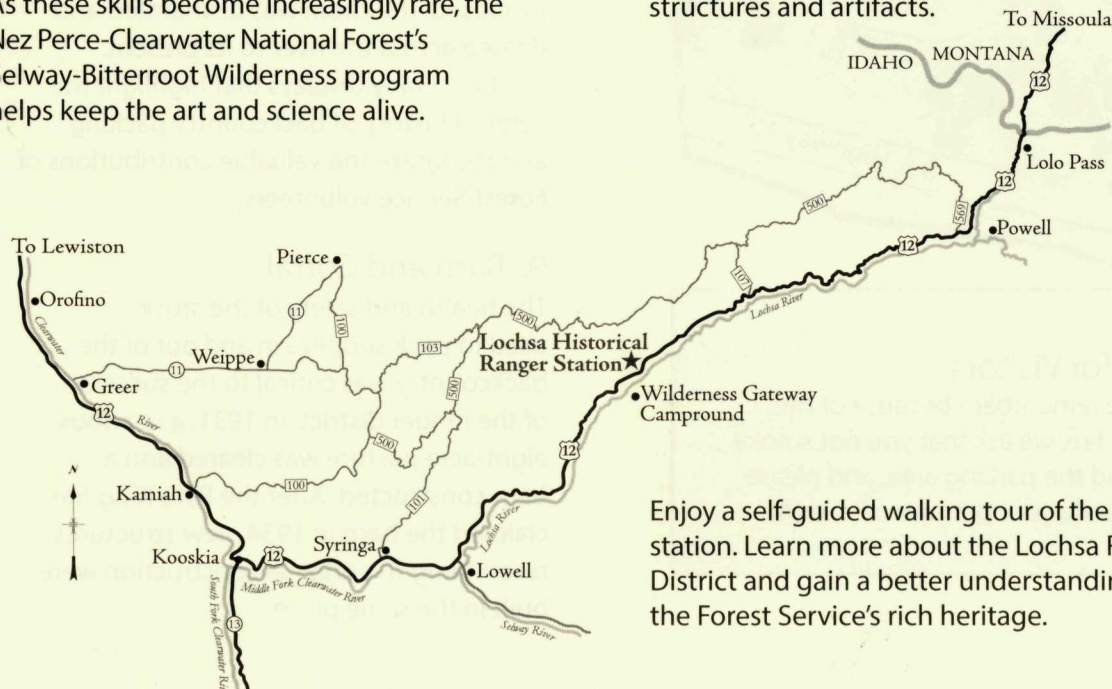 As these skills become increasingly rare, the
Nez Perce-Clearwater National Forest's
Selway-Bitterroot Wilderness program
helps keep the art and science alive.
structures and artifacts.
To Missoula
IDAHO
MONTANA
12
Lolo Pass
12
500
569
Powell
12
107
Lochsa River
To Lewiston
Orofino
Clearwater
Pierce
11
100
500
Weippe
11
103
Lochsa Historical
Ranger Station
Greer
12
River
500
Wilderness Gateway
Campround
12
500
N
Kamiah
100
101
Lochsa River
Kooskia
12
Syringa
Lowell
Middle Fork Clearwater River
Selway River
13
South Fork Clearwater
Enjoy a self-guided walking tour of the
station. Learn more about the Lochsa
District and gain a better understanding
the Forest Service's rich heritage.